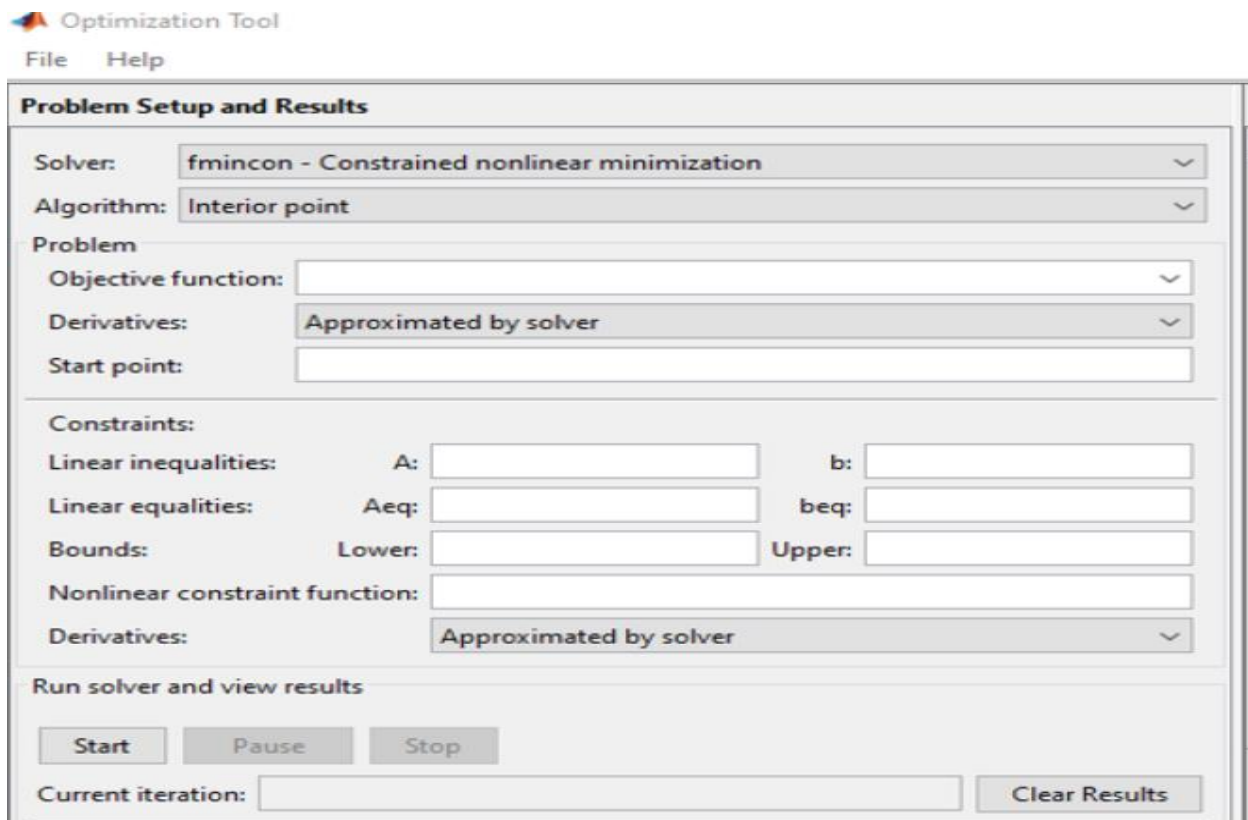 Optimization Tool
File Help
Problem Setup and Results
Solver: fmincon - Constrained nonlinear minimization
Algorithm: Interior point
Problem
Objective function:
Derivatives: Approximated by solver
Start point:
Constraints:
Linear inequalities: A: b:
Linear equalities: Aeq: beq:
Bounds: Lower: Upper:
Nonlinear constraint function:
Derivatives: Approximated by solver
Run solver and view results
Start Pause Stop
Current iteration: Clear Results